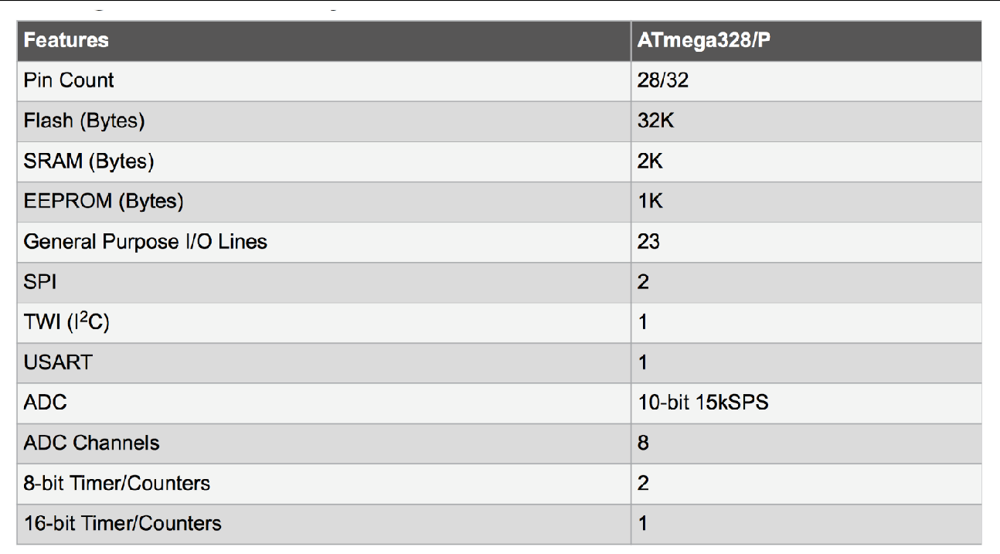 Features ATmega328/P
Pin Count 28/32
Flash (Bytes) 32K
SRAM (Bytes) 2K
EEPROM (Bytes) 1K
General Purpose I/O Lines 23
SPI 2
TWI (I²C) 1
USART 1
ADC 10-bit 15kSPS
ADC Channels 8
8-bit Timer/Counters 2
16-bit Timer/Counters 1